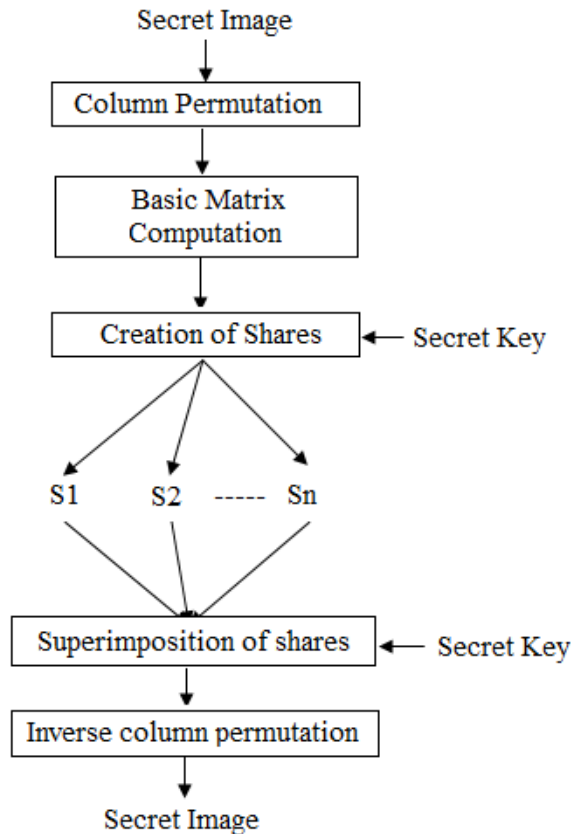 Secret Image
Column Permutation
Basic Matrix
Computation
Creation of Shares
Secret Key
S1 S2 ----- Sn
Superimposition of shares
Secret Key
Inverse column permutation
Secret Image